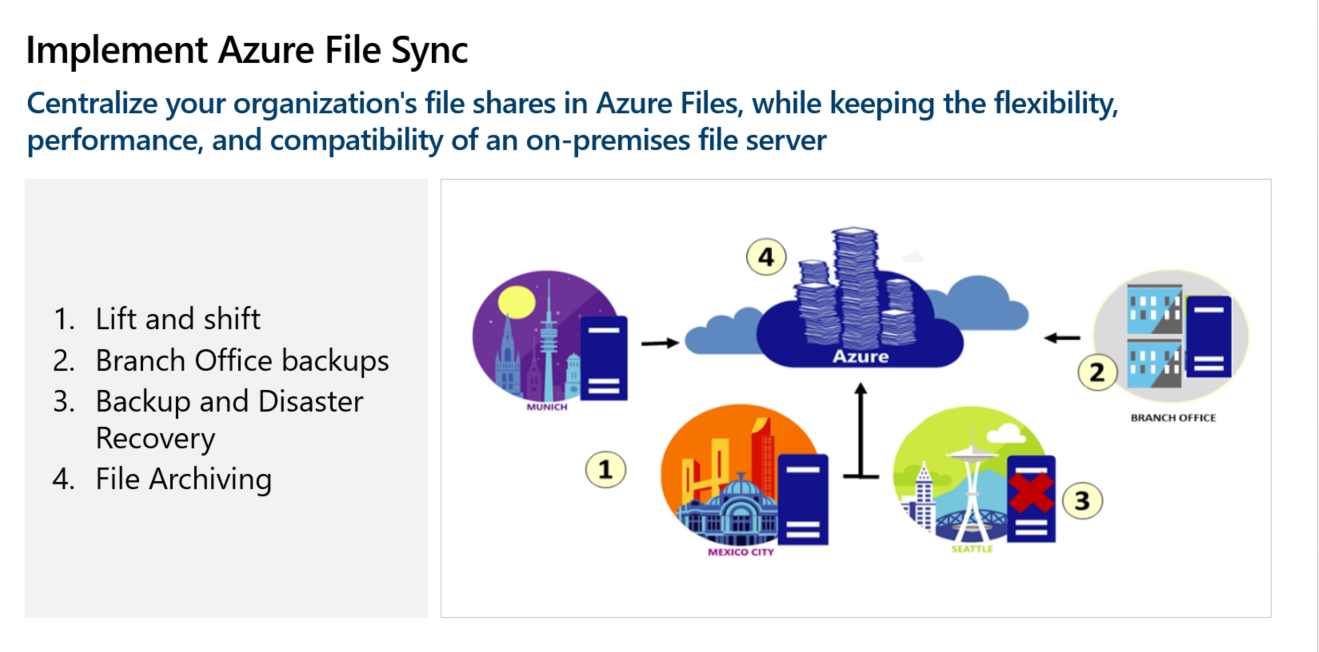 Implement Azure File Sync
Centralize your organization's file shares in Azure Files, while keeping the flexibility,
performance, and compatibility of an on-premises file server
1. Lift and shift
2. Branch Office backups
3. Backup and Disaster
Recovery
4. File Archiving
4
Azure
MUNICH
2
BRANCH OFFICE
1
3
MEXICO CITY
SEATTLE